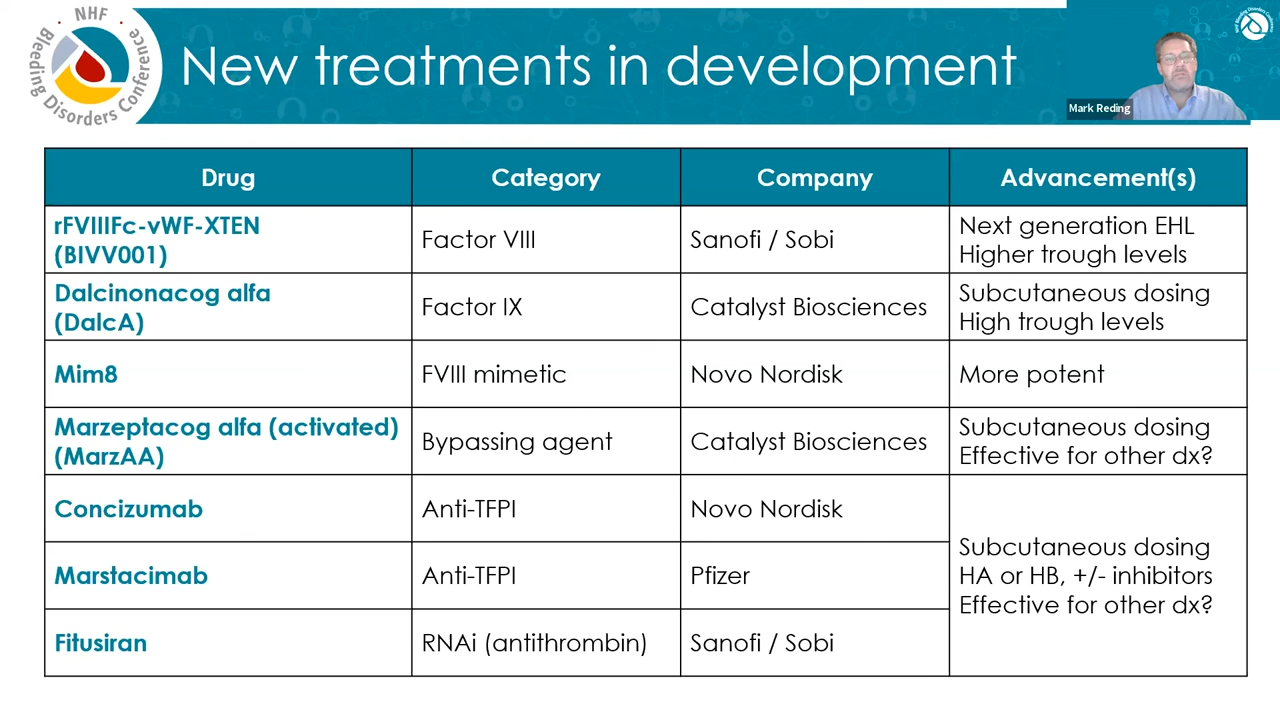 NHF
Bleeding Disorders Conference
New treatments in development
Mark Reding
Drug
Category
Company
Advancement(s)
rFVIIIFc-vWF-XTEN
(BIVV001)
Factor VIII
Sanofi / Sobi
Next generation EHL
Higher trough levels
Dalcinonacog alfa
(DalcA)
Factor IX
Catalyst Biosciences
Subcutaneous dosing
High trough levels
Mim8
FVIII mimetic
Novo Nordisk
More potent
Marzeptacog alfa (activated)
(MarzAA)
Bypassing agent
Catalyst Biosciences
Subcutaneous dosing
Effective for other dx?
Concizumab
Anti-TFPI
Novo Nordisk
Subcutaneous dosing
HA or HB, +/- inhibitors
Effective for other dx?
Marstacimab
Anti-TFPI
Pfizer
Fitusiran
RNAi (antithrombin)
Sanofi / Sobi